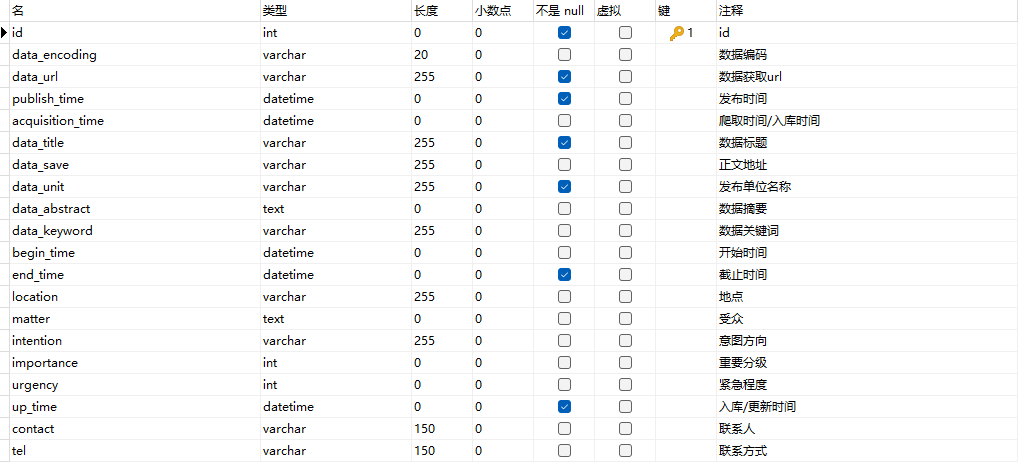 名 类型 长度 小数点 不是 null 虚拟 键 注释
id int 0 0 1 id
data_encoding varchar 20 0 数据编码
data_url varchar 255 0 数据获取url
publish_time datetime 0 0 发布时间
acquisition_time datetime 0 0 爬取时间/入库时间
data_title varchar 255 0 数据标题
data_save varchar 255 0 正文地址
data_unit varchar 255 0 发布单位名称
data_abstract text 0 0 数据摘要
data_keyword varchar 255 0 数据关键词
begin_time datetime 0 0 开始时间
end_time datetime 0 0 截止时间
location varchar 255 0 地点
matter text 0 0 受众
intention varchar 255 0 意图方向
importance int 0 0 重要分级
urgency int 0 0 紧急程度
up_time datetime 0 0 入库/更新时间
contact varchar 150 0 联系人
tel varchar 150 0 联系方式